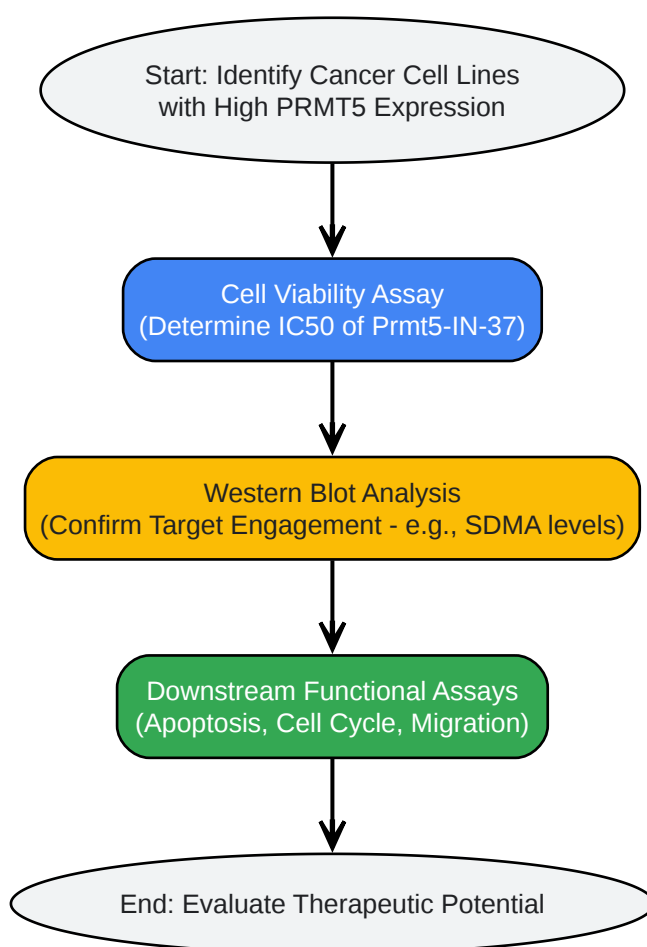 Start: Identify Cancer Cell Lines
with High PRMT5 Expression
Cell Viability Assay
(Determine IC50 of Prmt5-IN-37)
Western Blot Analysis
(Confirm Target Engagement - e.g., SDMA levels)
Downstream Functional Assays
(Apoptosis, Cell Cycle, Migration)
End: Evaluate Therapeutic Potential